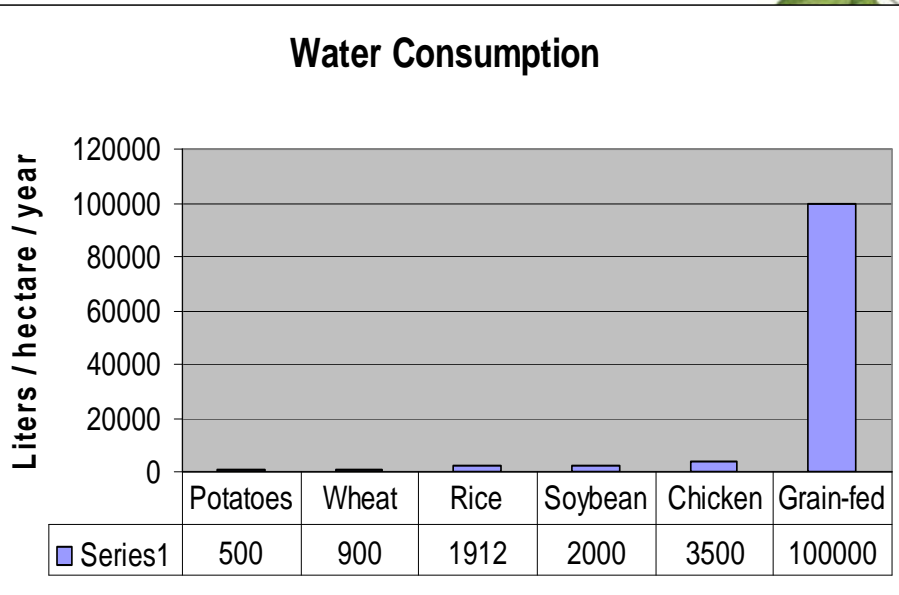 Water Consumption
Liters / hectare / year
120000
100000
80000
60000
40000
20000
0
Potatoes Wheat Rice Soybean Chicken Grain-fed
Series1 500 900 1912 2000 3500 100000